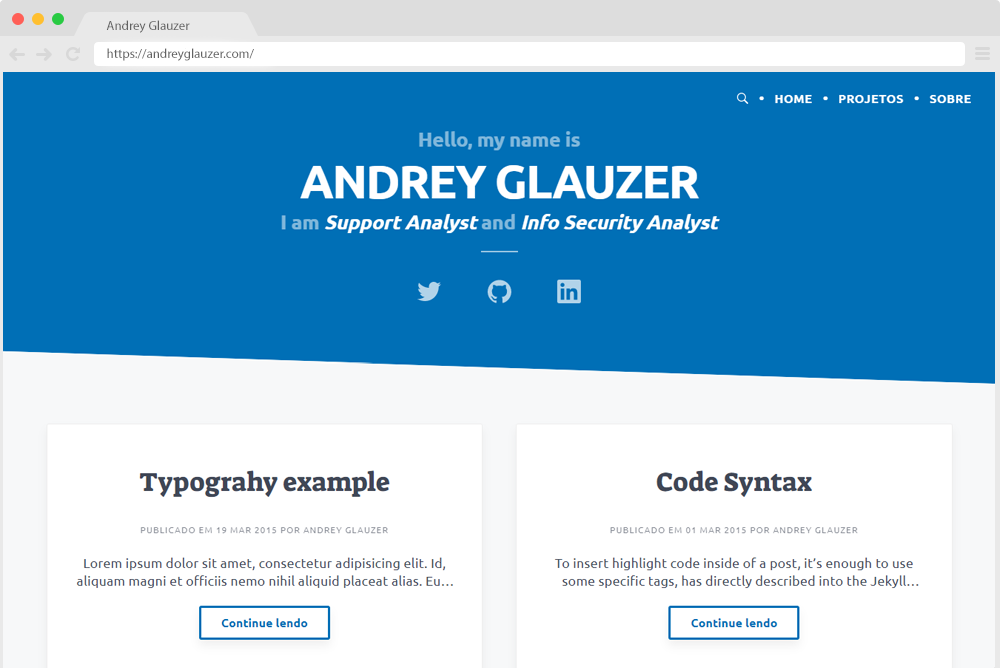 Andrey Glauzer
https://andreyglauzer.com/
• HOME • PROJETOS • SOBRE
Hello, my name is
ANDREY GLAUZER
I am Support Analyst and Info Security Analyst
Typograhy example
PUBLICADO EM 19 MAR 2015 POR ANDREY GLAUZER
Lorem ipsum dolor sit amet, consectetur adipisicing elit. Id,
aliquam magni et officiis nemo nihil aliquid placeat alias. Eu…
Continue lendo
Code Syntax
PUBLICADO EM 01 MAR 2015 POR ANDREY GLAUZER
To insert highlight code inside of a post, it’s enough to use
some specific tags, has directly described into the Jekyll…
Continue lendo